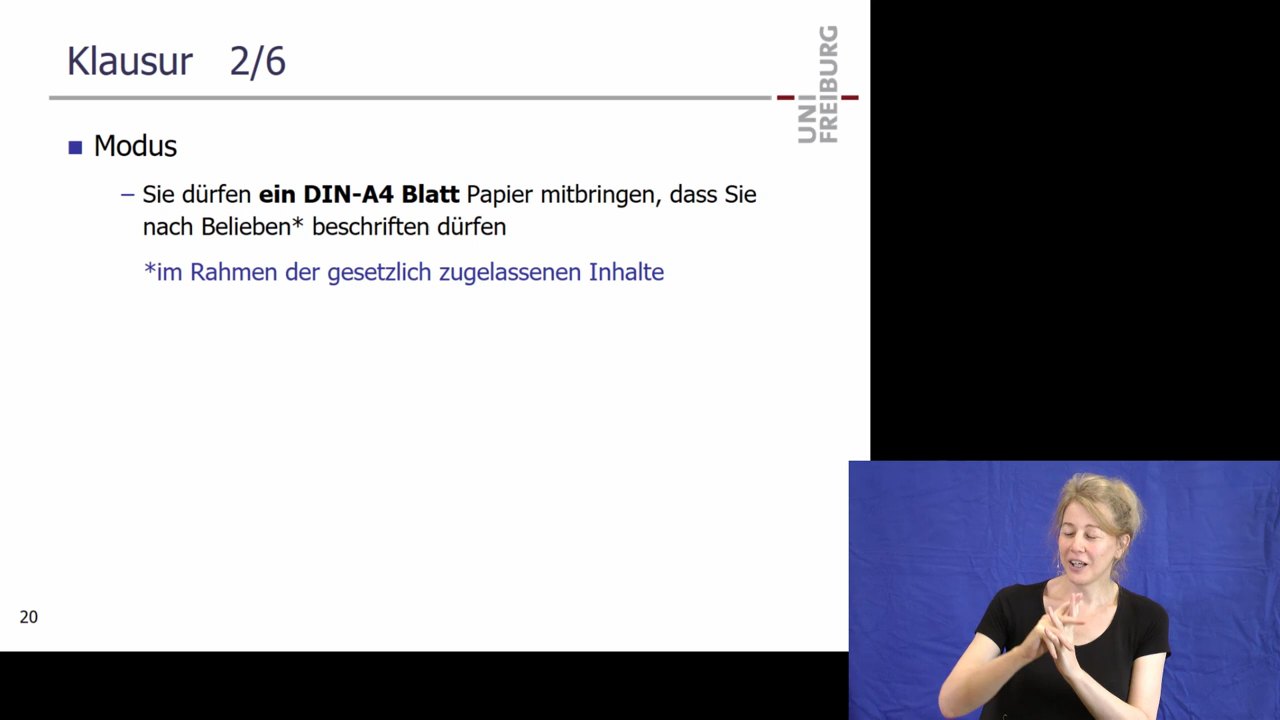 Klausur 2/6
UNI
FREIBURG
Modus
– Sie dürfen ein DIN-A4 Blatt Papier mitbringen, dass Sie
nach Belieben* beschriften dürfen
*im Rahmen der gesetzlich zugelassenen Inhalte
20